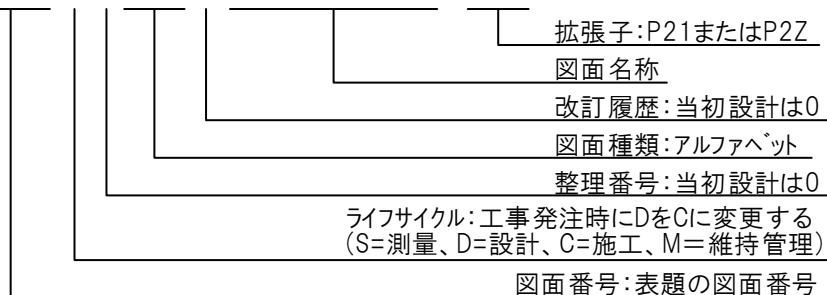 拡張子:P21またはP2Z
図面名称
改訂履歴:当初設計は0
図面種類:アルファベット
整理番号:当初設計は0
ライフサイクル:工事発注時にDをCに変更する
(S=測量、D=設計、C=施工、M=維持管理)
図面番号:表題の図面番号